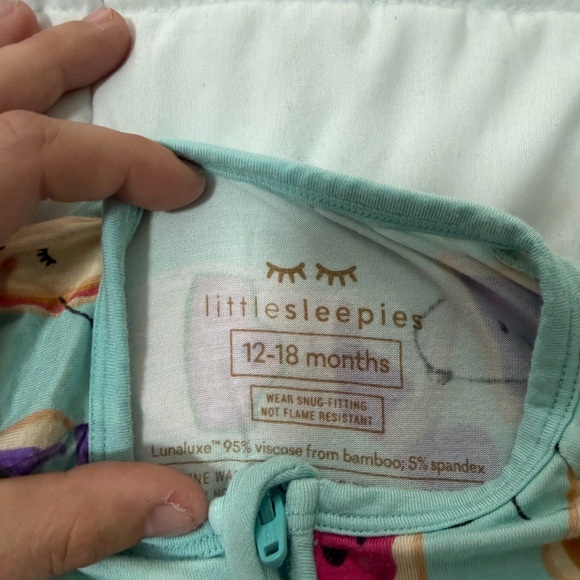 littlesleepies
12-18 months
WEAR SNUG-FITTING
NOT FLAME RESISTANT
Lunaluxe™ 95% viscose from bamboo; 5% spandex